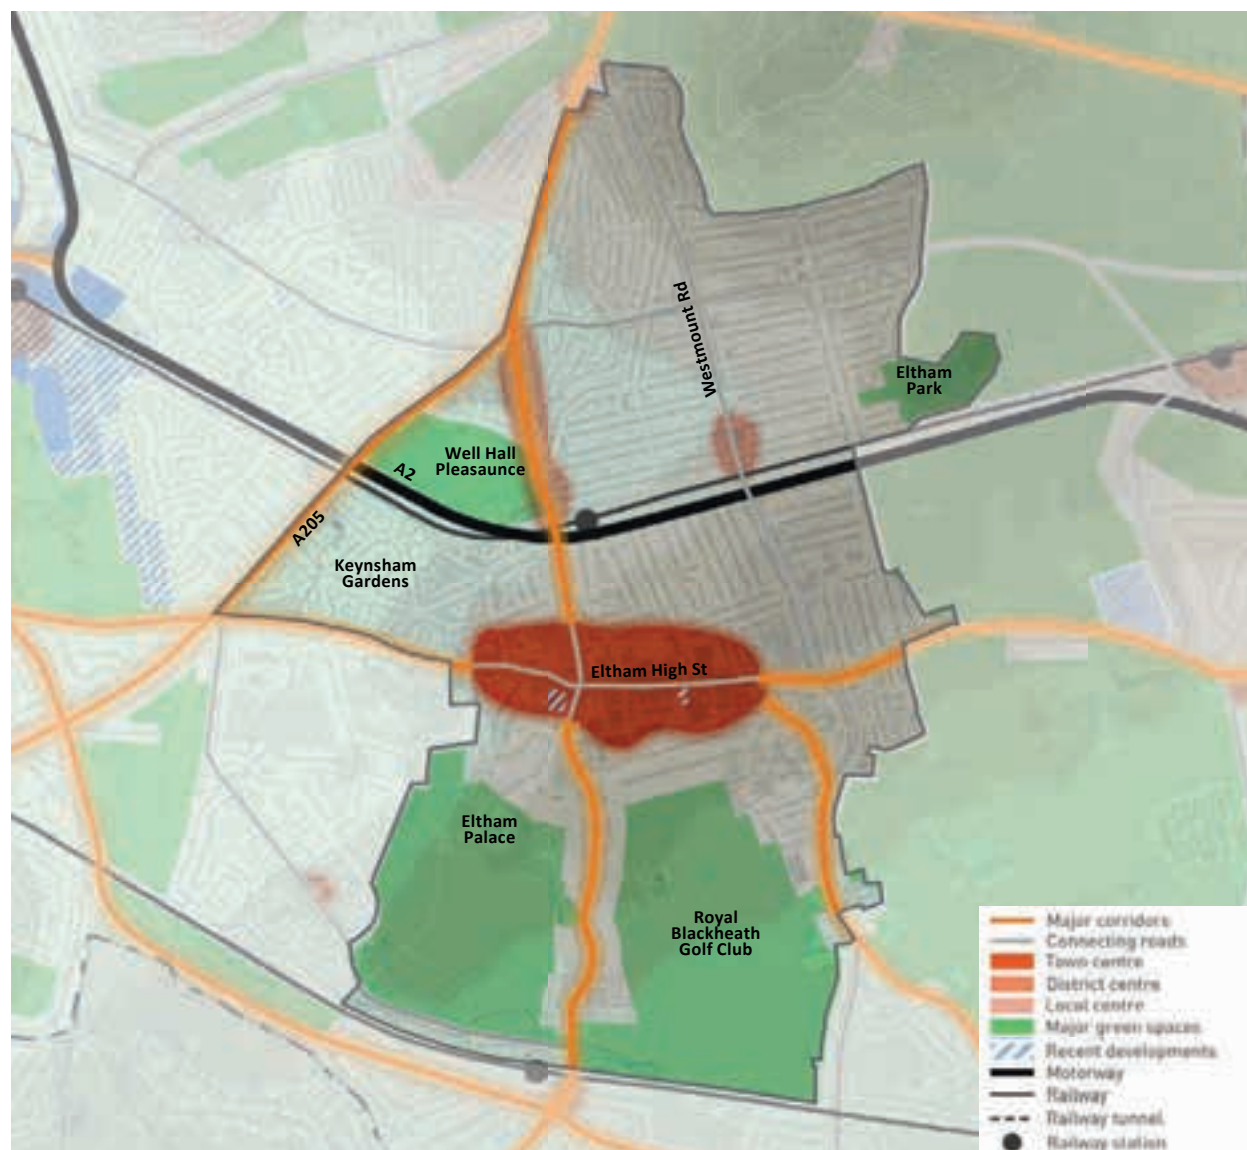 Westmount Rd
Eltham
Park
Well Hall
Pleasaunce
A2
A205
Keynsham
Gardens
Eltham High St
Eltham
Palace
Royal
Blackheath
Golf Club
Major corridors
Connecting roads
Town centre
District centre
Local centre
Major green spaces
Recent developments
Motorway
Railway
Railway tunnel
Railway station